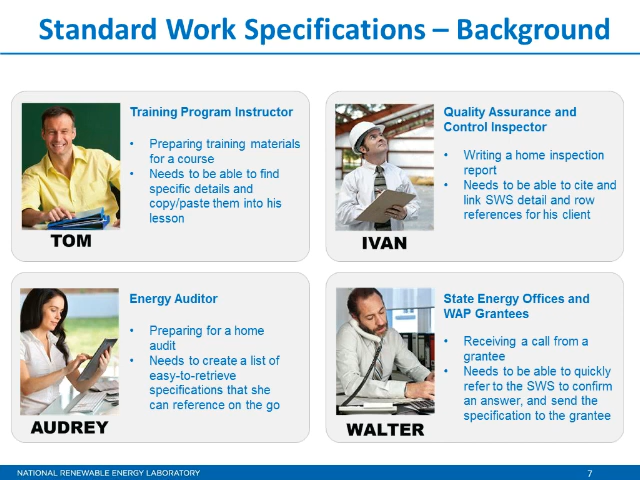 Standard Work Specifications – Background
Training Program Instructor
• Preparing training materials
for a course
• Needs to be able to find
specific details and
copy/paste them into his
lesson
TOM
Quality Assurance and
Control Inspector
• Writing a home inspection
report
• Needs to be able to cite and
link SWS detail and row
references for his client
IVAN
Energy Auditor
• Preparing for a home
audit
• Needs to create a list of
easy-to-retrieve
specifications that she
can reference on the go
AUDREY
State Energy Offices and
WAP Grantees
• Receiving a call from a
grantee
• Needs to be able to quickly
refer to the SWS to confirm
an answer, and send the
specification to the grantee
WALTER
NATIONAL RENEWABLE ENERGY LABORATORY
7